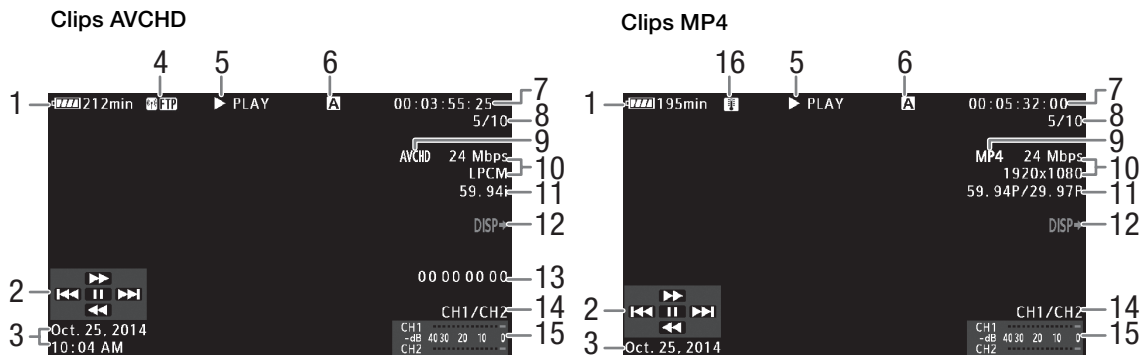 Clips AVCHD
4 5 6
1 212min FTP PLAY A 00:03:55:25 7
5/10 8
9
AVCHD 24 Mbps
LPCM 10
59.94i 11
DISP 12
00 00 00 00 13
2
CH1/CH2 14
3 Oct. 25, 2014
10:04 AM
CH1
-dB 40 30 20 10 0 15
CH2
Clips MP4
16 5 6
1 195min PLAY A 00:05:32:00 7
5/10 8
9
MP4 24 Mbps
1920x1080 10
59.94P/29.97P 11
DISP 12
2
CH1/CH2 14
3 Oct. 25, 2014
CH1
-dB 40 30 20 10 0 15
CH2